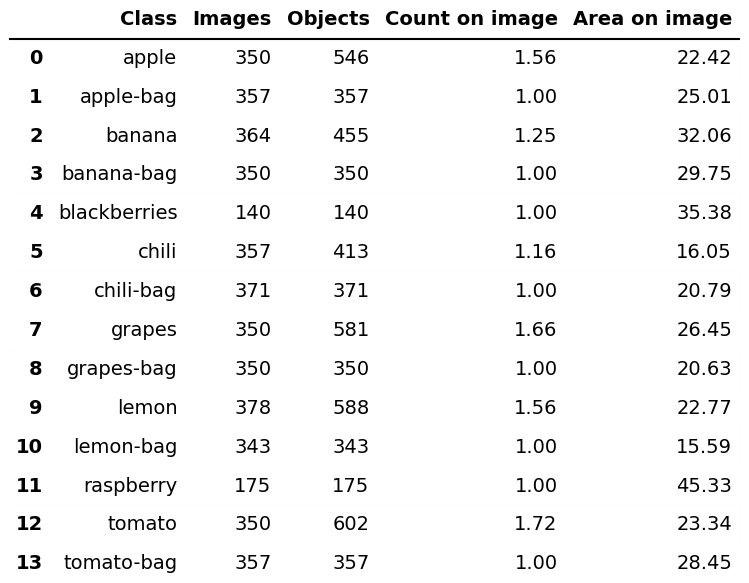 Class Images Objects Count on image Area on image
0 apple 350 546 1.56 22.42
1 apple-bag 357 357 1.00 25.01
2 banana 364 455 1.25 32.06
3 banana-bag 350 350 1.00 29.75
4 blackberries 140 140 1.00 35.38
5 chili 357 413 1.16 16.05
6 chili-bag 371 371 1.00 20.79
7 grapes 350 581 1.66 26.45
8 grapes-bag 350 350 1.00 20.63
9 lemon 378 588 1.56 22.77
10 lemon-bag 343 343 1.00 15.59
11 raspberry 175 175 1.00 45.33
12 tomato 350 602 1.72 23.34
13 tomato-bag 357 357 1.00 28.45